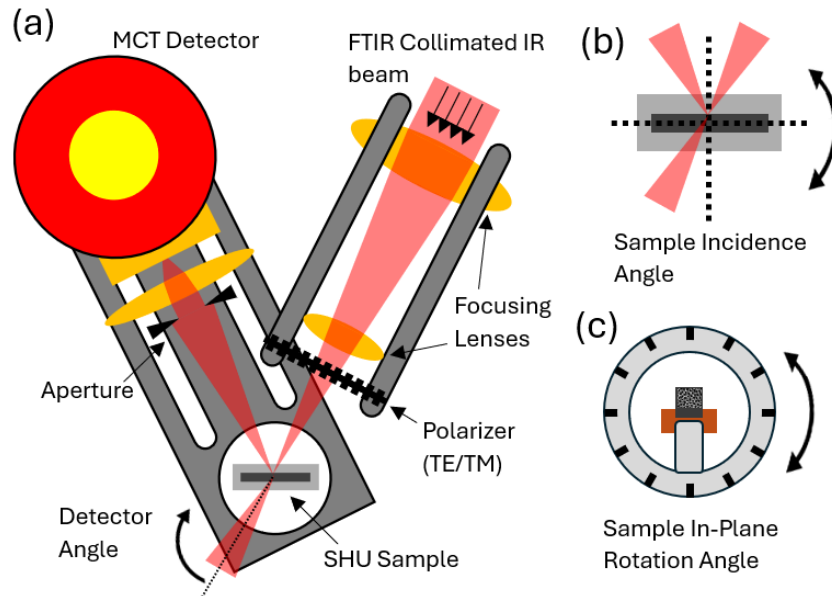 (a)
MCT Detector
FTIR Collimated IR
beam
Focusing
Lenses
Aperture
Polarizer
(TE/TM)
Detector
Angle
SHU Sample
(b)
Sample Incidence
Angle
(c)
Sample In-Plane
Rotation Angle